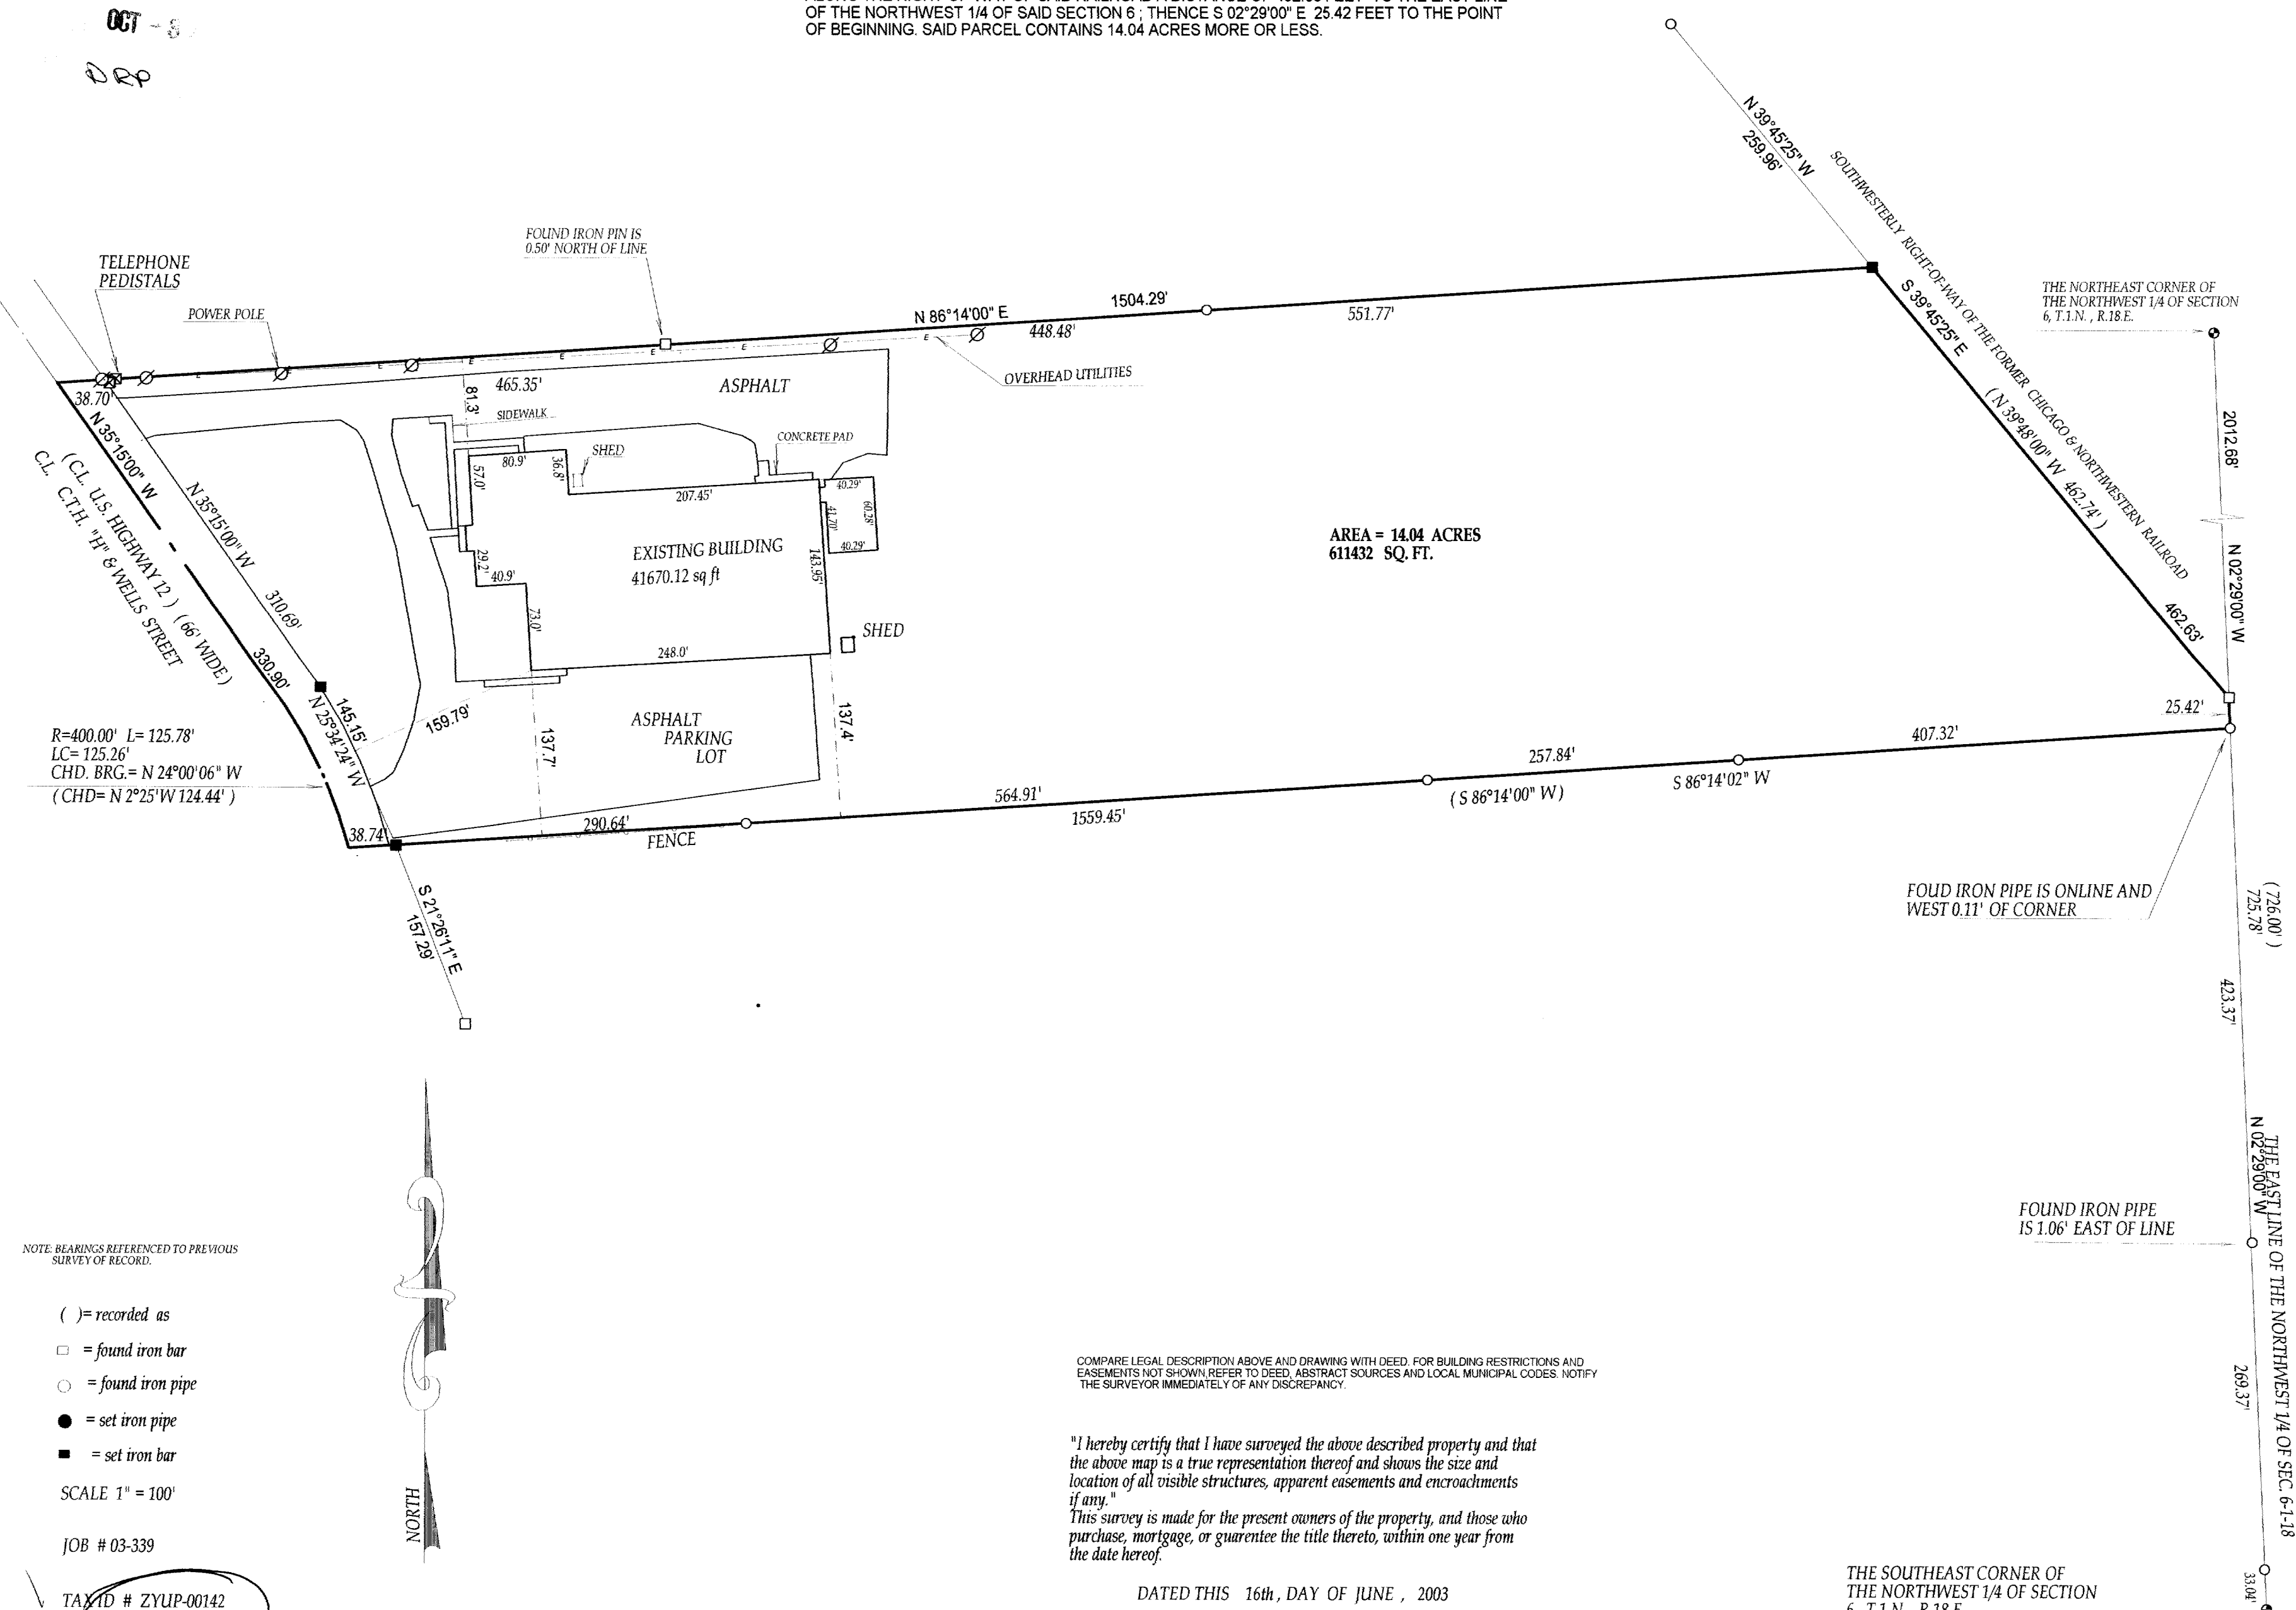 OF THE NORTHWEST 1/4 OF SAID SECTION 6 ; THENCE S 02°29'00" E 25.42 FEET TO THE POINT
OF BEGINNING. SAID PARCEL CONTAINS 14.04 ACRES MORE OR LESS.
OCT - 8
DRP
N 39°45'25" W
259.96'
SOUTHWESTERLY RIGHT-OF-WAY OF THE FORMER CHICAGO & NORTHWESTERN RAILROAD
FOUND IRON PIN IS
0.50' NORTH OF LINE
TELEPHONE
PEDISTALS
POWER POLE
N 86°14'00" E
1504.29'
448.48'
551.77'
S 39°45'25" E
( N 39°48'00" W 462.74' )
462.63'
THE NORTHEAST CORNER OF
THE NORTHWEST 1/4 OF SECTION
6, T.1.N. , R.18.E.
2012.68'
N 02°29'00" W
38.70'
465.35'
81.3'
ASPHALT
OVERHEAD UTILITIES
E
E
E
E
E
E
E
E
SIDEWALK
SHED
CONCRETE PAD
80.9'
36.8'
57.0'
207.45'
40.29'
41.70'
60.28'
40.29'
29.2'
40.9'
EXISTING BUILDING
41670.12 sq ft
143.95'
73.0'
248.0'
SHED
AREA = 14.04 ACRES
611432 SQ. FT.
N 35°15'00" W
N 35°15'00" W
310.69'
( C.L. U.S. HIGHWAY 12 ) ( 66' WIDE )
C.L. C.T.H. "H" & WELLS STREET
330.90'
145.15'
N 25°34'24" W
159.79'
137.7'
137.4'
ASPHALT
PARKING
LOT
R=400.00' L= 125.78'
LC= 125.26'
CHD. BRG.= N 24°00'06" W
( CHD= N 2°25'W 124.44' )
38.74'
290.64'
FENCE
564.91'
1559.45'
257.84'
( S 86°14'00" W )
S 86°14'02" W
407.32'
25.42'
S 21°26'11" E
157.29'
FOUD IRON PIPE IS ONLINE AND
WEST 0.11' OF CORNER
( 726.00' )
725.78'
423.37'
N 02°29'00" W
THE EAST LINE OF THE NORTHWEST 1/4 OF SEC. 6-1-18
FOUND IRON PIPE
IS 1.06' EAST OF LINE
269.37'
33.04'
NORTH
NOTE: BEARINGS REFERENCED TO PREVIOUS
SURVEY OF RECORD.
( )= recorded as
= found iron bar
= found iron pipe
= set iron pipe
= set iron bar
SCALE 1" = 100'
JOB # 03-339
TAX ID # ZYUP-00142
COMPARE LEGAL DESCRIPTION ABOVE AND DRAWING WITH DEED. FOR BUILDING RESTRICTIONS AND
EASEMENTS NOT SHOWN,REFER TO DEED, ABSTRACT SOURCES AND LOCAL MUNICIPAL CODES. NOTIFY
THE SURVEYOR IMMEDIATELY OF ANY DISCREPANCY.
"I hereby certify that I have surveyed the above described property and that
the above map is a true representation thereof and shows the size and
location of all visible structures, apparent easements and encroachments
if any."
This survey is made for the present owners of the property, and those who
purchase, mortgage, or guarentee the title thereto, within one year from
the date hereof.
DATED THIS 16th , DAY OF JUNE , 2003
THE SOUTHEAST CORNER OF
THE NORTHWEST 1/4 OF SECTION
6, T.1.N. , R.18.E.